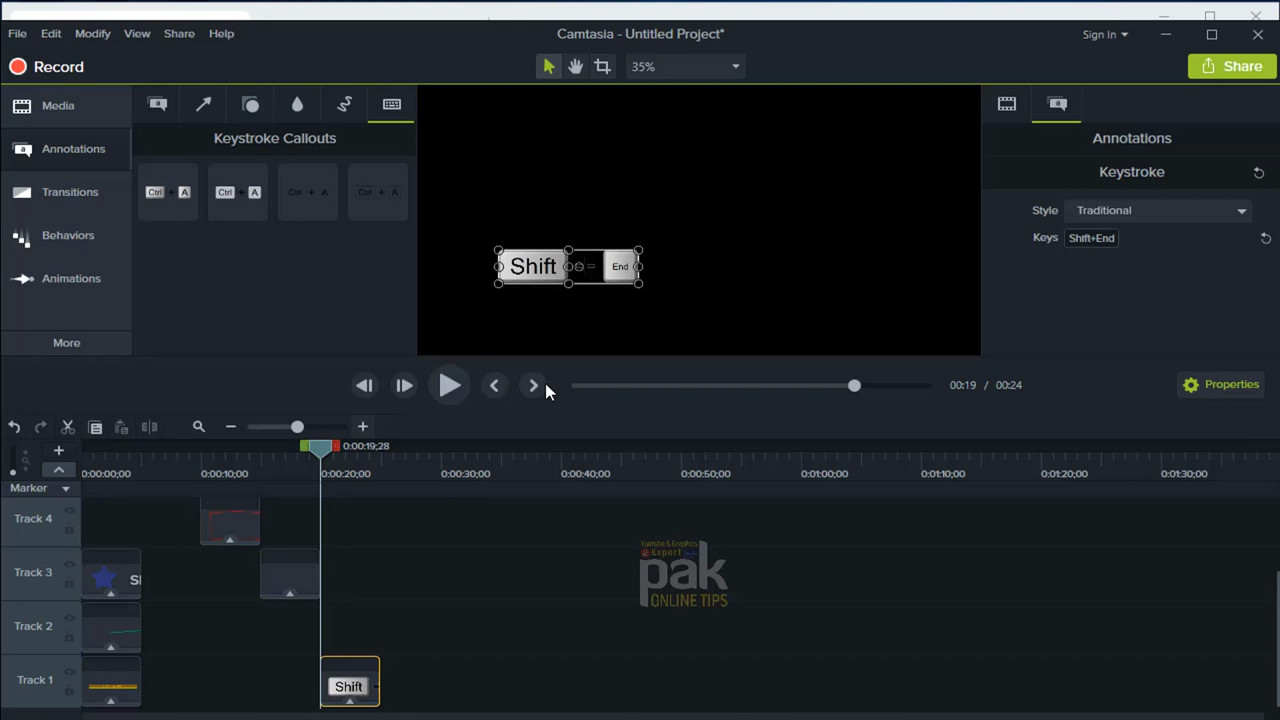 File Edit Modify View Share Help
Camtasia - Untitled Project*
Sign In
Record
35%
Share
Media
Annotations
Transitions
Behaviors
Animations
More
Keystroke Callouts
Ctrl + A
Ctrl + A
Ctrl + A
Ctrl + A
Shift
End
Annotations
Keystroke
Style Traditional
Keys Shift+End
00:19 / 00:24
Properties
0:00:19;28
0:00:00;00 0:00:10;00 0:00:20;00 0:00:30;00 0:00:40;00 0:00:50;00 0:01:00;00 0:01:10;00 0:01:20;00 0:01:30;00
Marker
Track 4
Track 3
Track 2
Track 1
Shift
Youtube & Graphics
Expert
pak
ONLINE TIPS